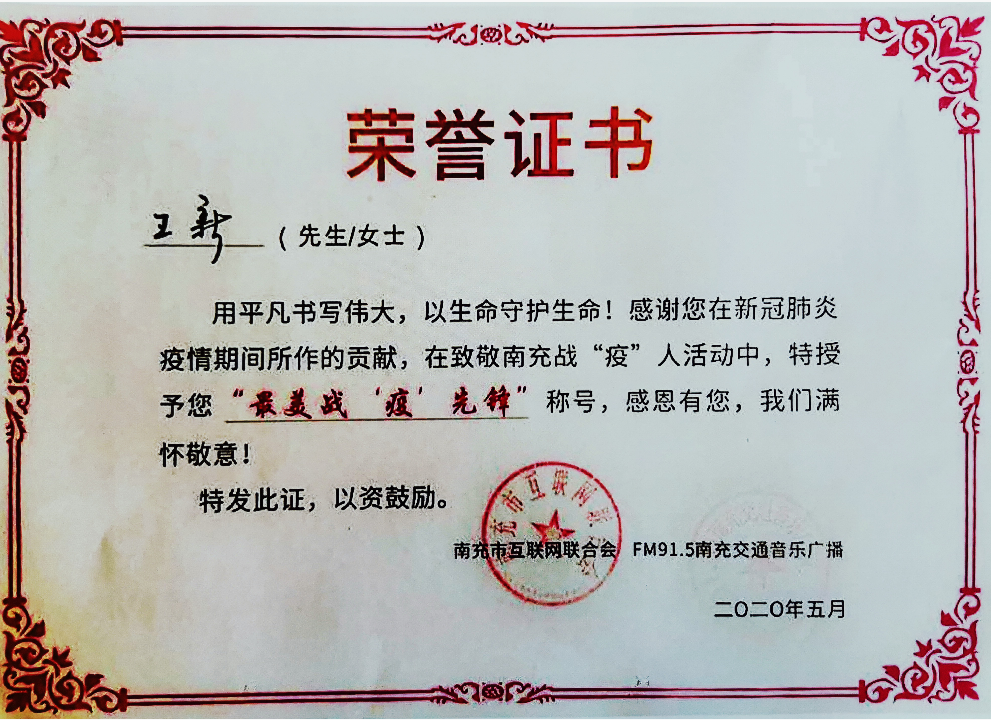 荣誉证书
王新（先生/女士）
用平凡书写伟大，以生命守护生命！感谢您在新冠肺炎
疫情期间所作的贡献，在致敬南充战“疫”人活动中，特授
予您“最美战‘疫’先锋”称号，感恩有您，我们满
怀敬意！
特发此证，以资鼓励。
南充市互联网联合会 FM91.5南充交通音乐广播
二〇二〇年五月